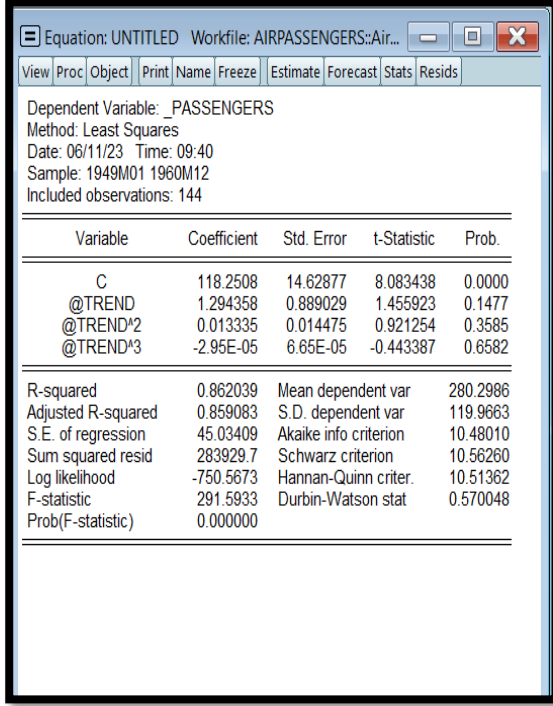 Equation: UNTITLED Workfile: AIRPASSENGERS::Air...
View Proc Object Print Name Freeze Estimate Forecast Stats Resids
Dependent Variable: _PASSENGERS
Method: Least Squares
Date: 06/11/23 Time: 09:40
Sample: 1949M01 1960M12
Included observations: 144
Variable Coefficient Std. Error t-Statistic Prob.
C 118.2508 14.62877 8.083438 0.0000
@TREND 1.294358 0.889029 1.455923 0.1477
@TREND^2 0.013335 0.014475 0.921254 0.3585
@TREND^3 -2.95E-05 6.65E-05 -0.443387 0.6582
R-squared 0.862039 Mean dependent var 280.2986
Adjusted R-squared 0.859083 S.D. dependent var 119.9663
S.E. of regression 45.03409 Akaike info criterion 10.48010
Sum squared resid 283929.7 Schwarz criterion 10.56260
Log likelihood -750.5673 Hannan-Quinn criter. 10.51362
F-statistic 291.5933 Durbin-Watson stat 0.570048
Prob(F-statistic) 0.000000